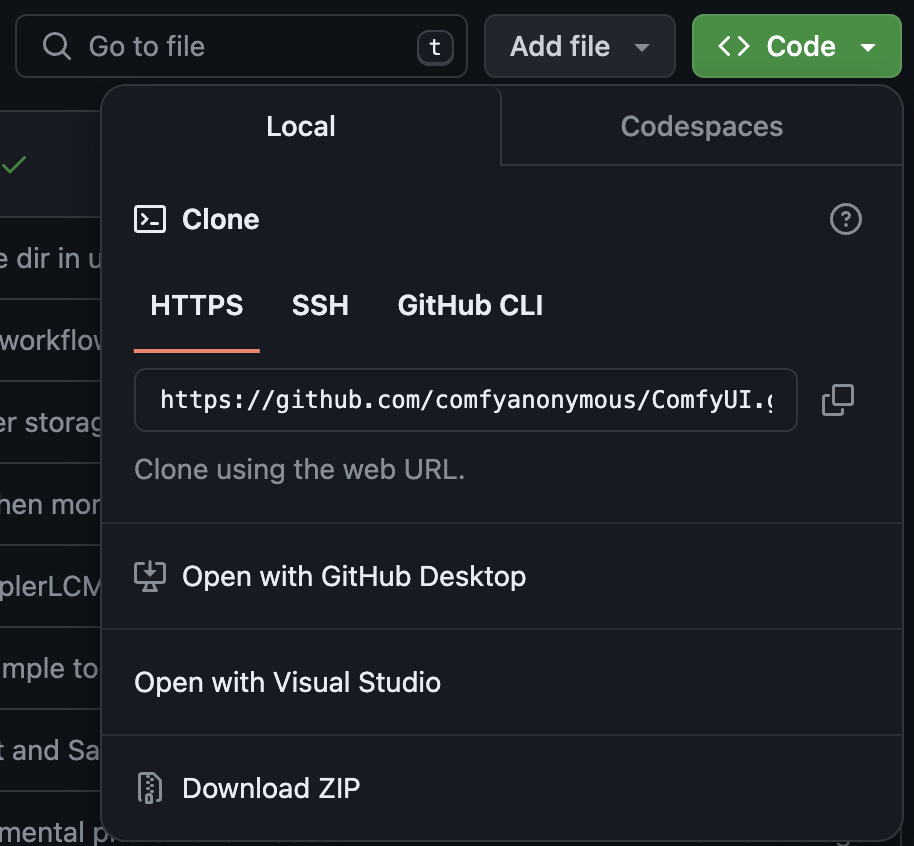 Go to file
t
Add file
Code
Local
Codespaces
Clone
e dir in u
HTTPS
SSH
GitHub CLI
workflow
https://github.com/comfyanonymous/ComfyUI.g
er storag
Clone using the web URL.
hen mor
Open with GitHub Desktop
plerLCM
mple to
Open with Visual Studio
t and Sa
Download ZIP
mental p